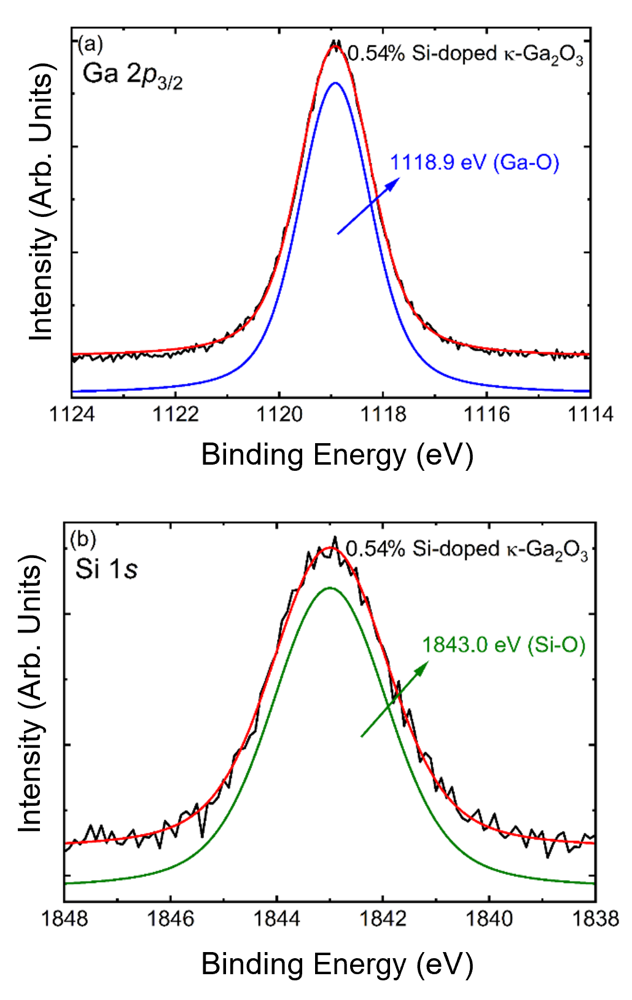 (a)
Ga 2p3/2
0.54% Si-doped κ-Ga2O3
1118.9 eV (Ga-O)
Intensity (Arb. Units)
1124 1122 1120 1118 1116 1114
Binding Energy (eV)
(b)
Si 1s
0.54% Si-doped κ-Ga2O3
1843.0 eV (Si-O)
Intensity (Arb. Units)
1848 1846 1844 1842 1840 1838
Binding Energy (eV)